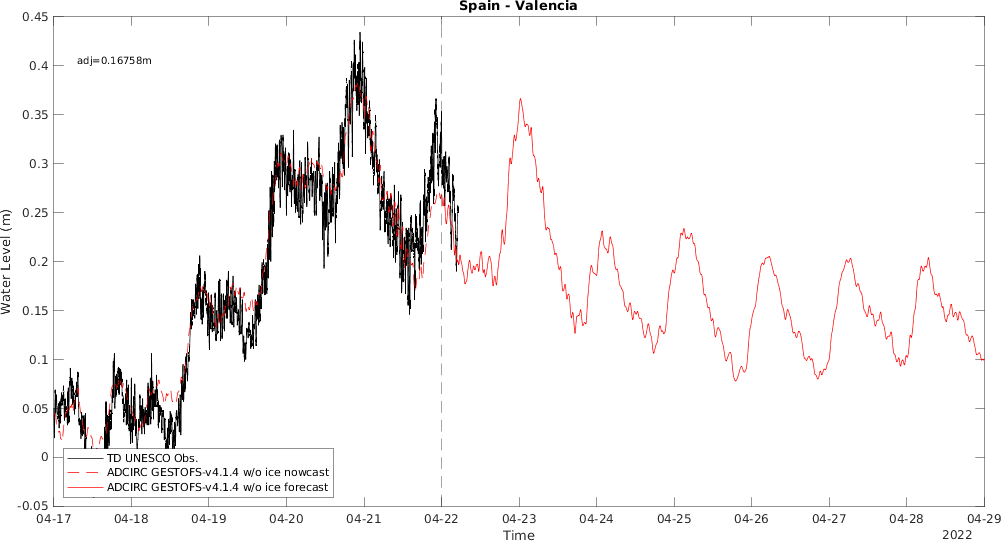 Spain - Valencia
0.45
0.4
0.35
0.3
0.25
0.2
0.15
0.1
0.05
0
-0.05
Water Level (m)
adj=0.16758m
TD UNESCO Obs.
ADCIRC GESTOFS-v4.1.4 w/o ice nowcast
ADCIRC GESTOFS-v4.1.4 w/o ice forecast
04-17 04-18 04-19 04-20 04-21 04-22 04-23 04-24 04-25 04-26 04-27 04-28 04-29
Time
2022